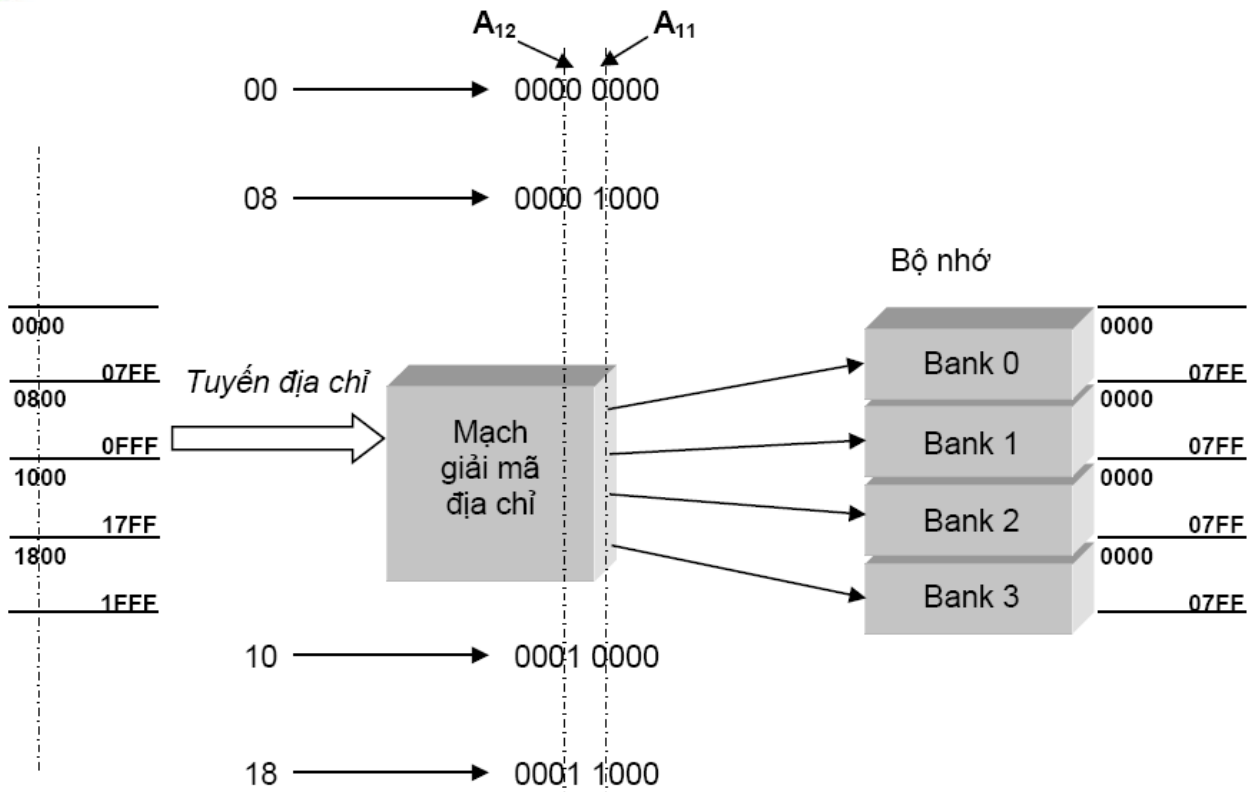 A12 A11
00 0000 0000
08 0000 1000
Bộ nhớ
0000
07FF
0800
0FFF
1000
17FF
1800
1FFF
Tuyến địa chỉ
Mạch
giải mã
địa chỉ
Bank 0
Bank 1
Bank 2
Bank 3
0000
07FF
0000
07FF
0000
07FF
0000
07FF
10 0001 0000
18 0001 1000